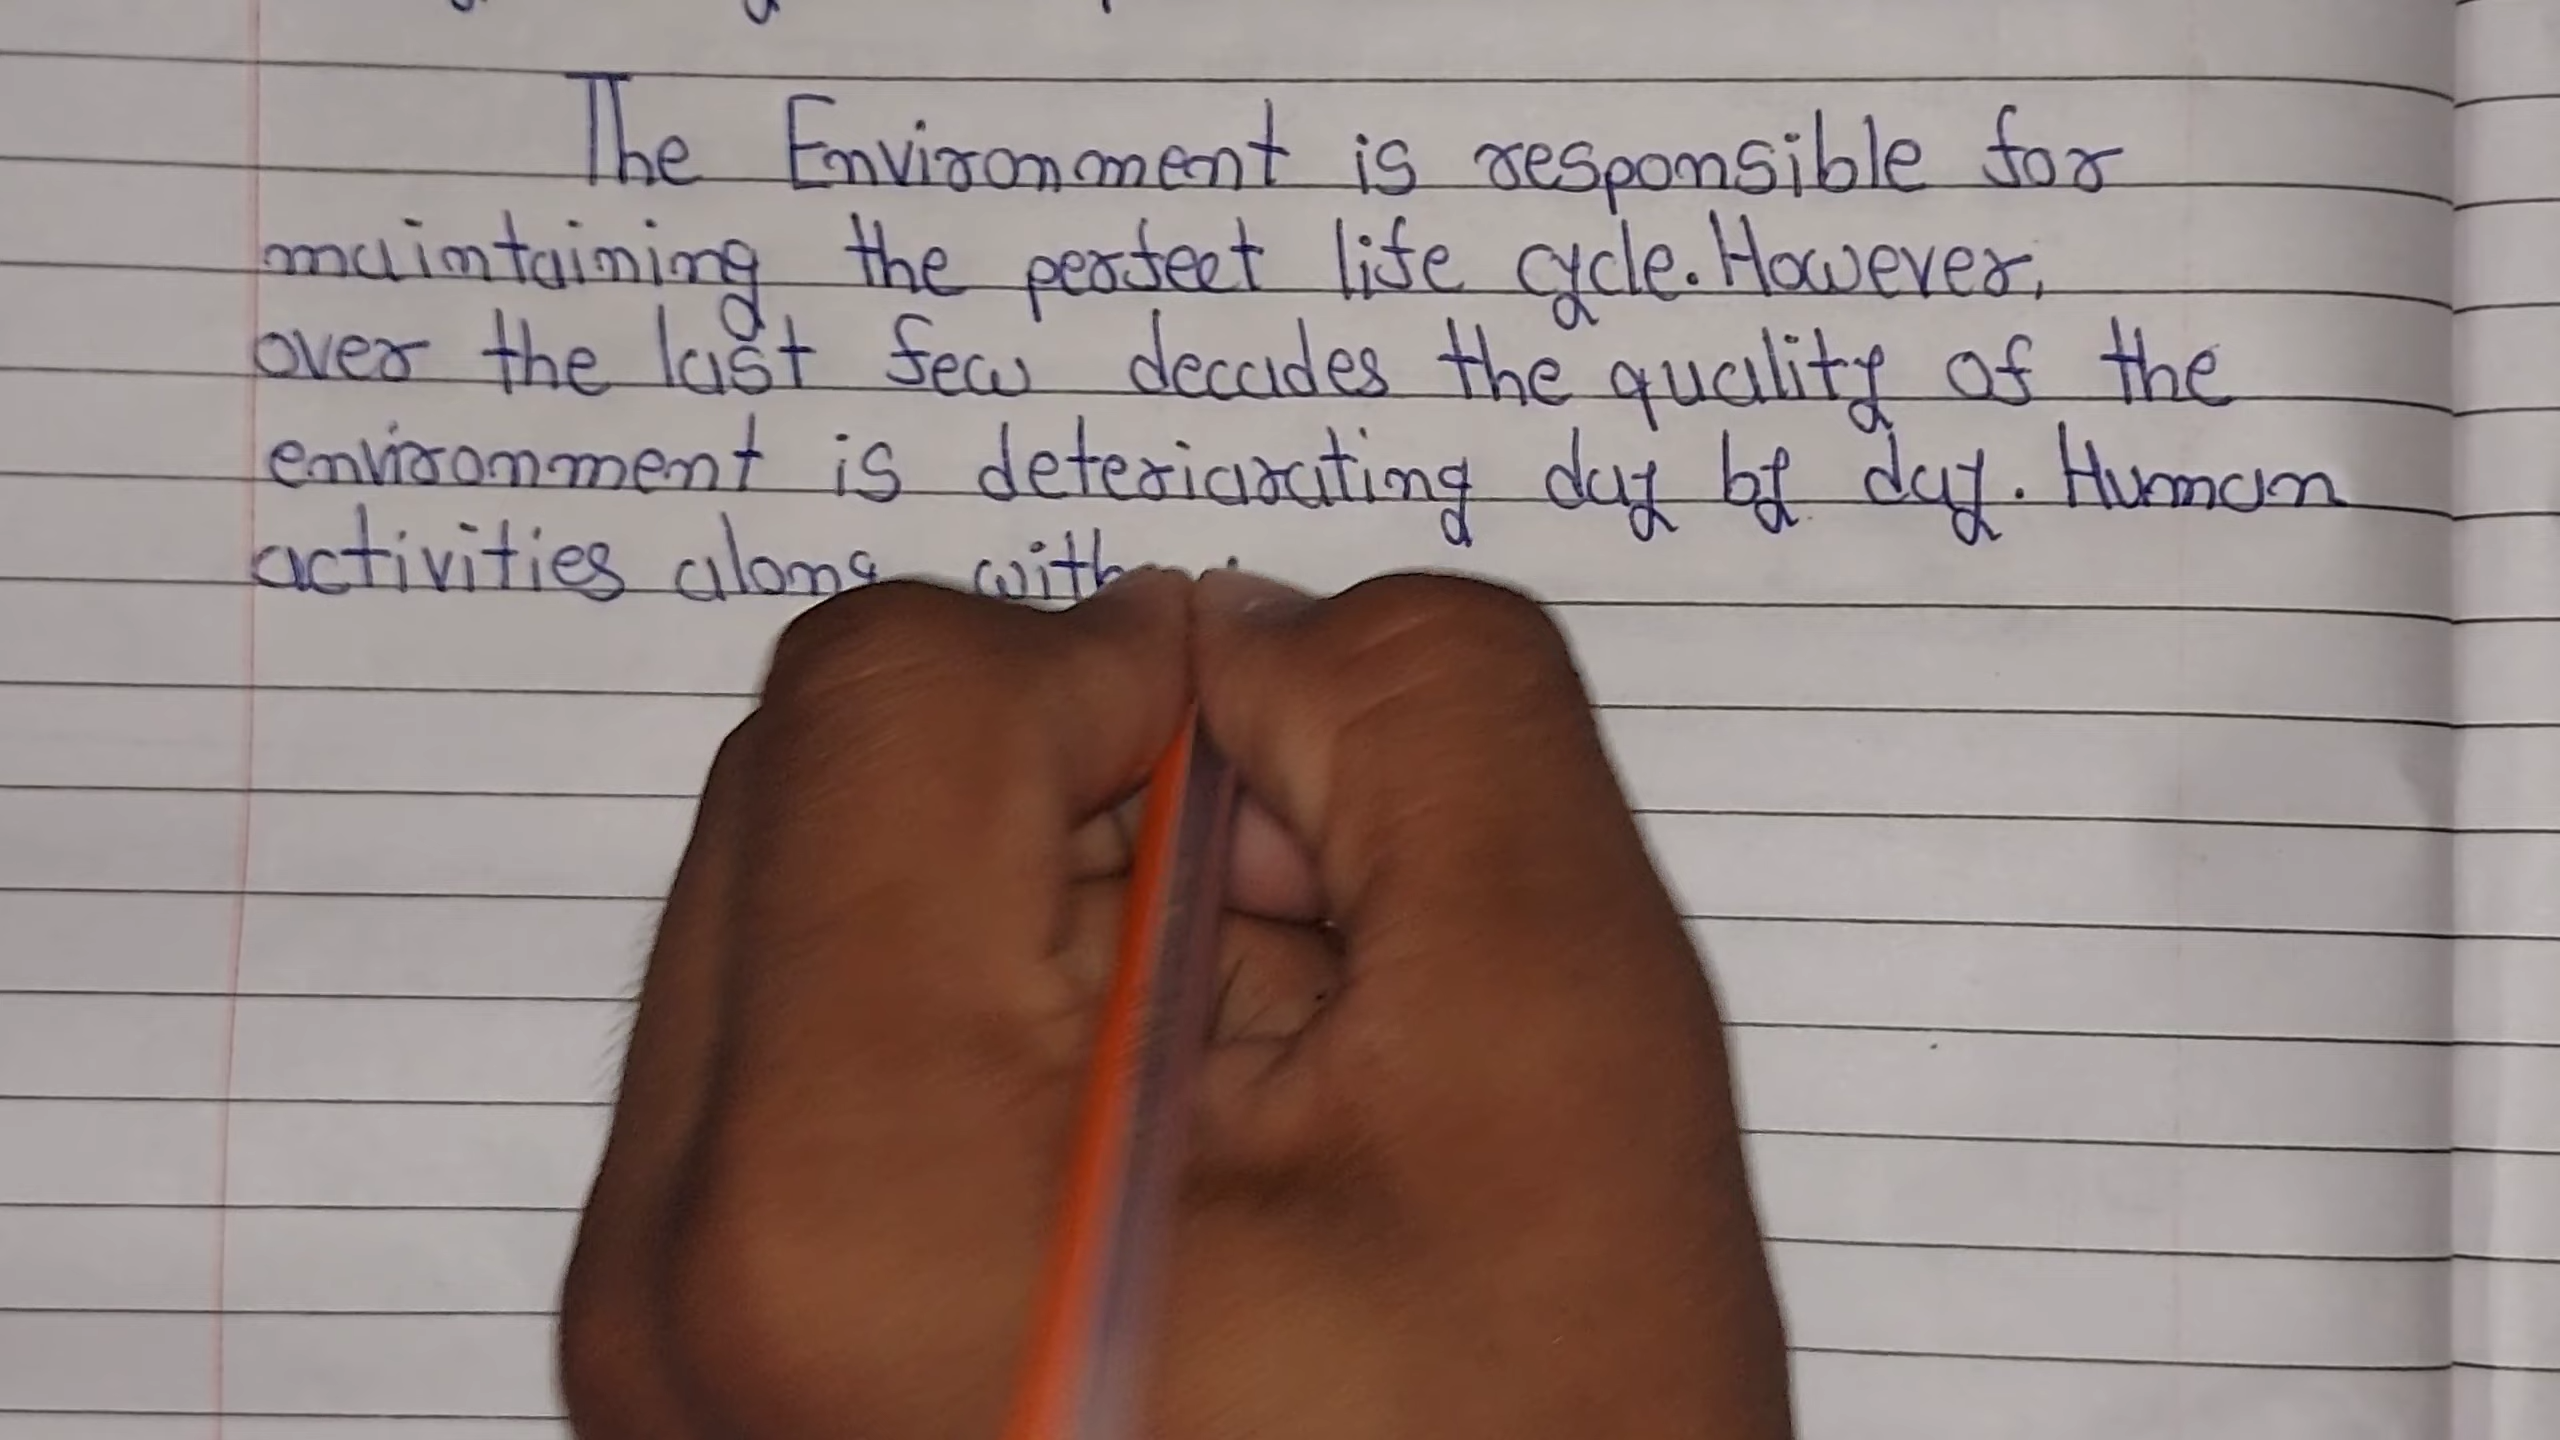 The Environment is responsible for
maintaining the perfect life cycle. However,
over the last few decades the quality of the
environment is deteriorating day by day. Human
activities along with